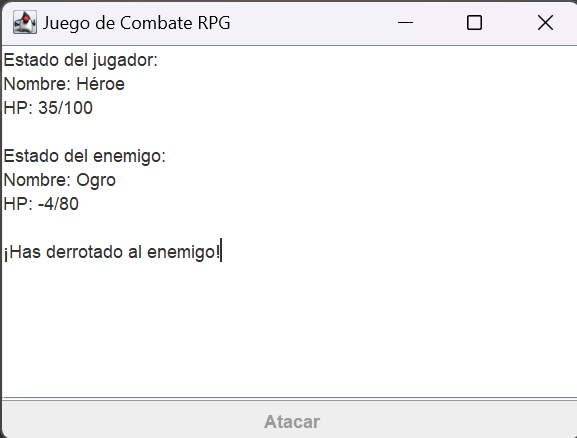 Juego de Combate RPG
Estado del jugador:
Nombre: Héroe
HP: 35/100
Estado del enemigo:
Nombre: Ogro
HP: -4/80
¡Has derrotado al enemigo!
Atacar